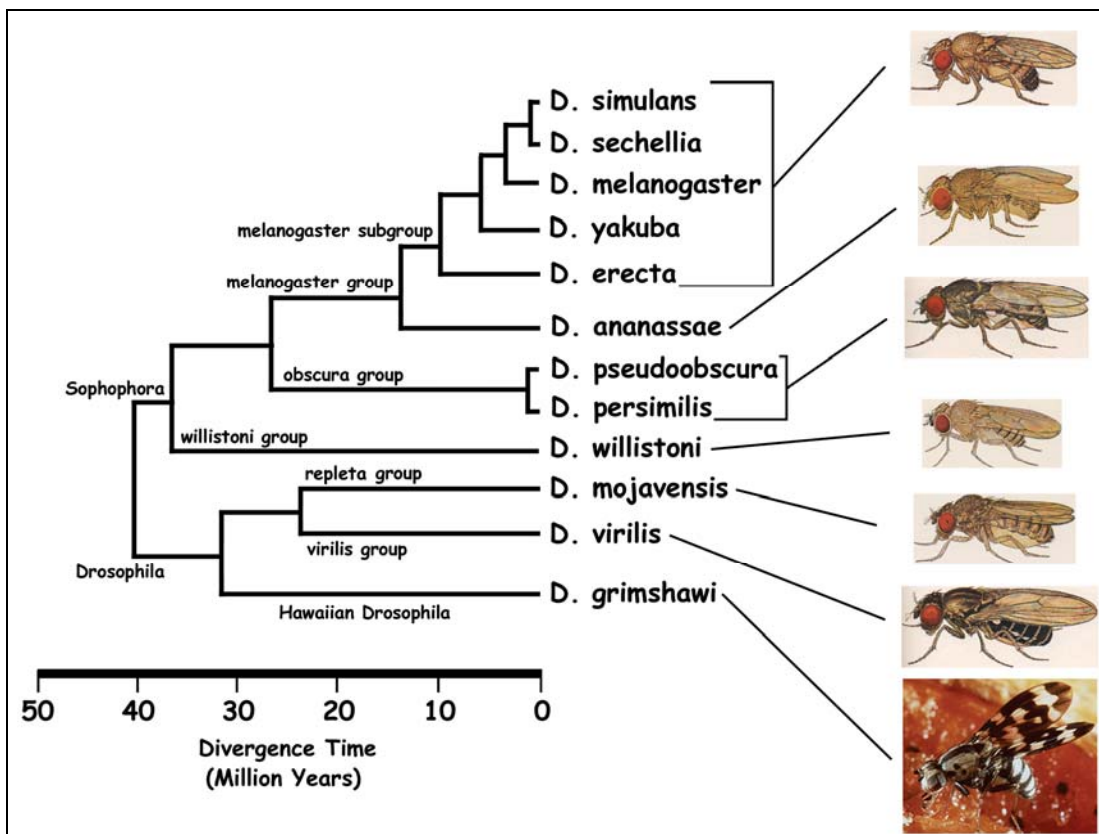 D. simulans
D. sechellia
D. melanogaster
melanogaster subgroup
D. yakuba
D. erecta
melanogaster group
D. ananassae
D. pseudoobscura
obscura group
Sophophora
D. persimilis
willistoni group
D. willistoni
repleta group
D. mojavensis
D. virilis
virilis group
Drosophila
D. grimshawi
Hawaiian Drosophila
50 40 30 20 10 0
Divergence Time
(Million Years)